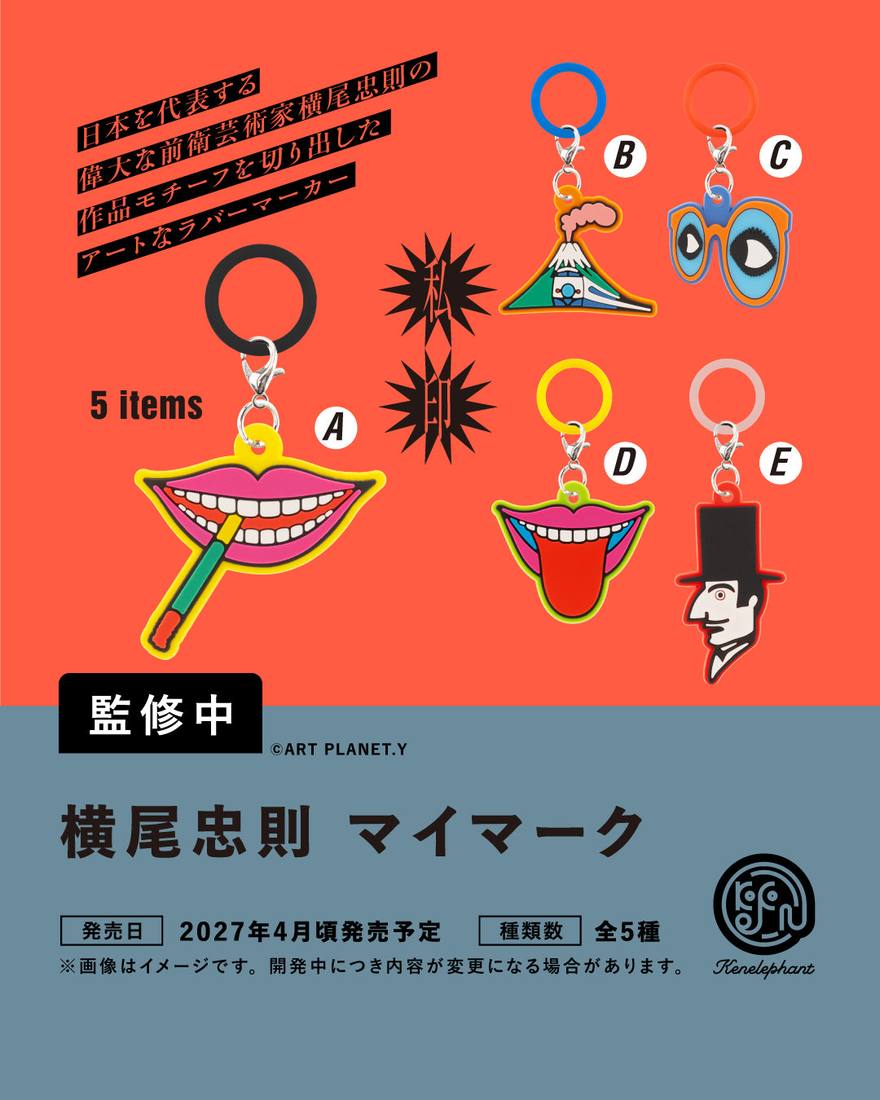 日本を代表する
偉大な前衛芸術家横尾忠則の
作品モチーフを切り出した
アートなラバーマーカー
私
印
5 items
A
B
C
D
E
監修中
©ART PLANET.Y
横尾忠則 マイマーク
発売日 2027年4月頃発売予定 種類数 全5種
※画像はイメージです。開発中につき内容が変更になる場合があります。
Kenelephant